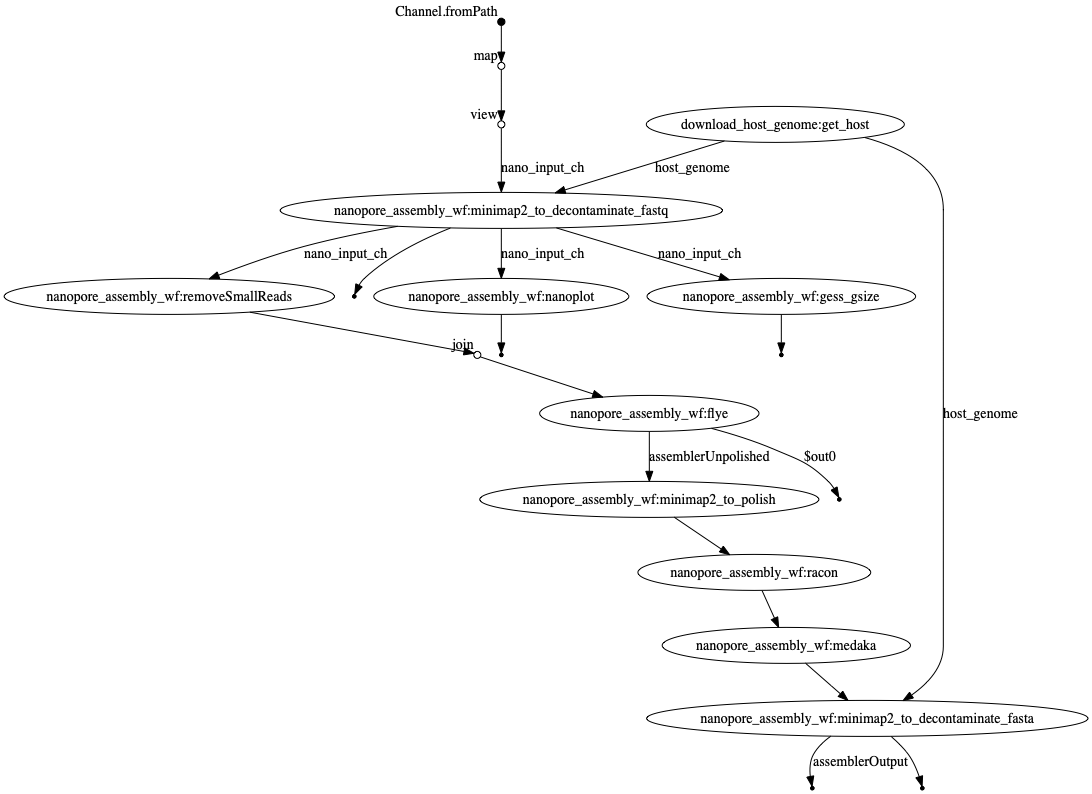 Channel.fromPath
map
view
download_host_genome:get_host
nano_input_ch
host_genome
nanopore_assembly_wf:minimap2_to_decontaminate_fastq
nano_input_ch
nano_input_ch
nano_input_ch
nanopore_assembly_wf:removeSmallReads
nanopore_assembly_wf:nanoplot
nanopore_assembly_wf:gess_gsize
join
nanopore_assembly_wf:flye
host_genome
assemblerUnpolished
$out0
nanopore_assembly_wf:minimap2_to_polish
nanopore_assembly_wf:racon
nanopore_assembly_wf:medaka
nanopore_assembly_wf:minimap2_to_decontaminate_fasta
assemblerOutput